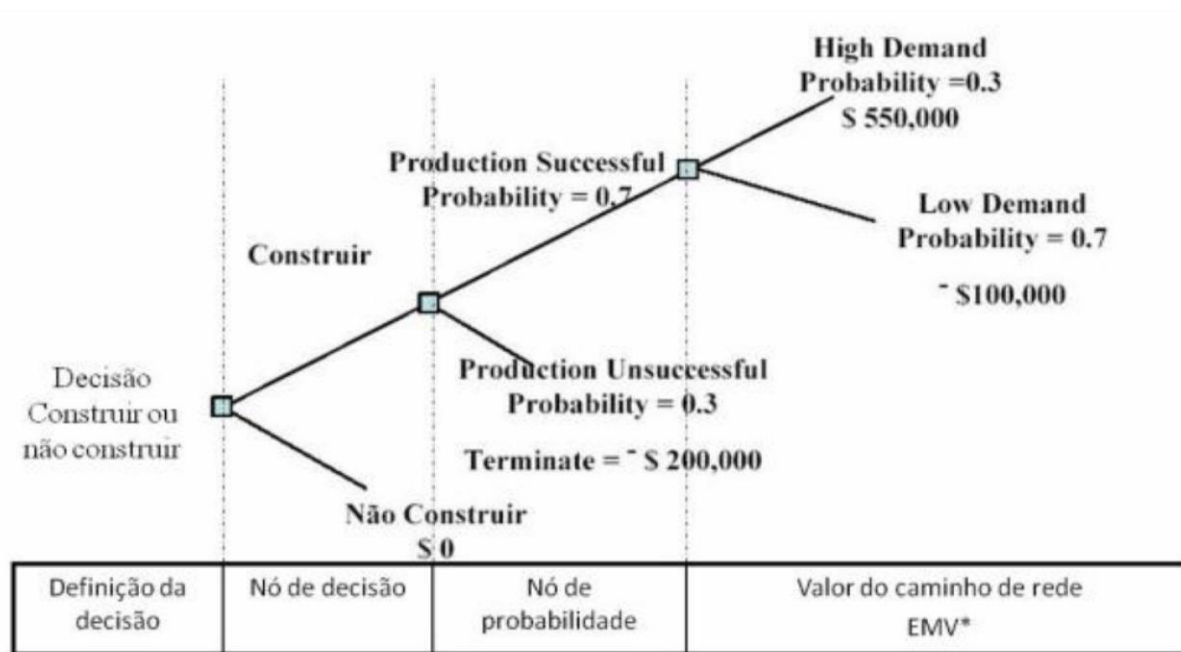 High Demand
Probability =0.3
$ 550,000
Production Successful
Probability = 0.7
Low Demand
Probability = 0.7
- $100,000
Construir
Decisão
Construir ou
não construir
Production Unsuccessful
Probability = 0.3
Terminate = - $ 200,000
Não Construir
$ 0
Definição da
decisão
Nó de decisão
Nó de
probabilidade
Valor do caminho de rede
EMV*